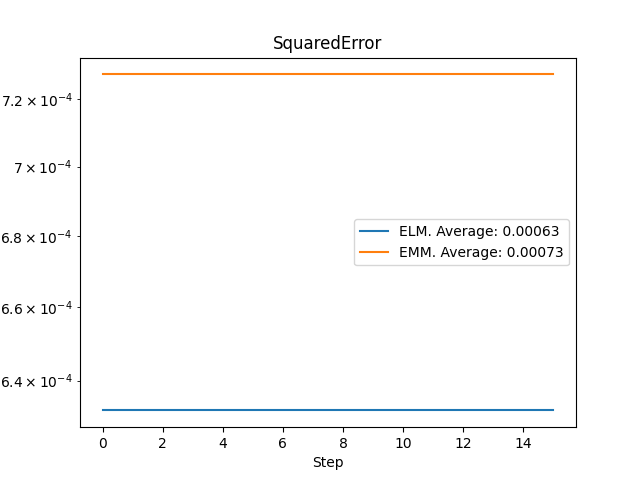 SquaredError
7.2 × 10⁻⁴
7 × 10⁻⁴
6.8 × 10⁻⁴
6.6 × 10⁻⁴
6.4 × 10⁻⁴
ELM. Average: 0.00063
EMM. Average: 0.00073
0 2 4 6 8 10 12 14
Step